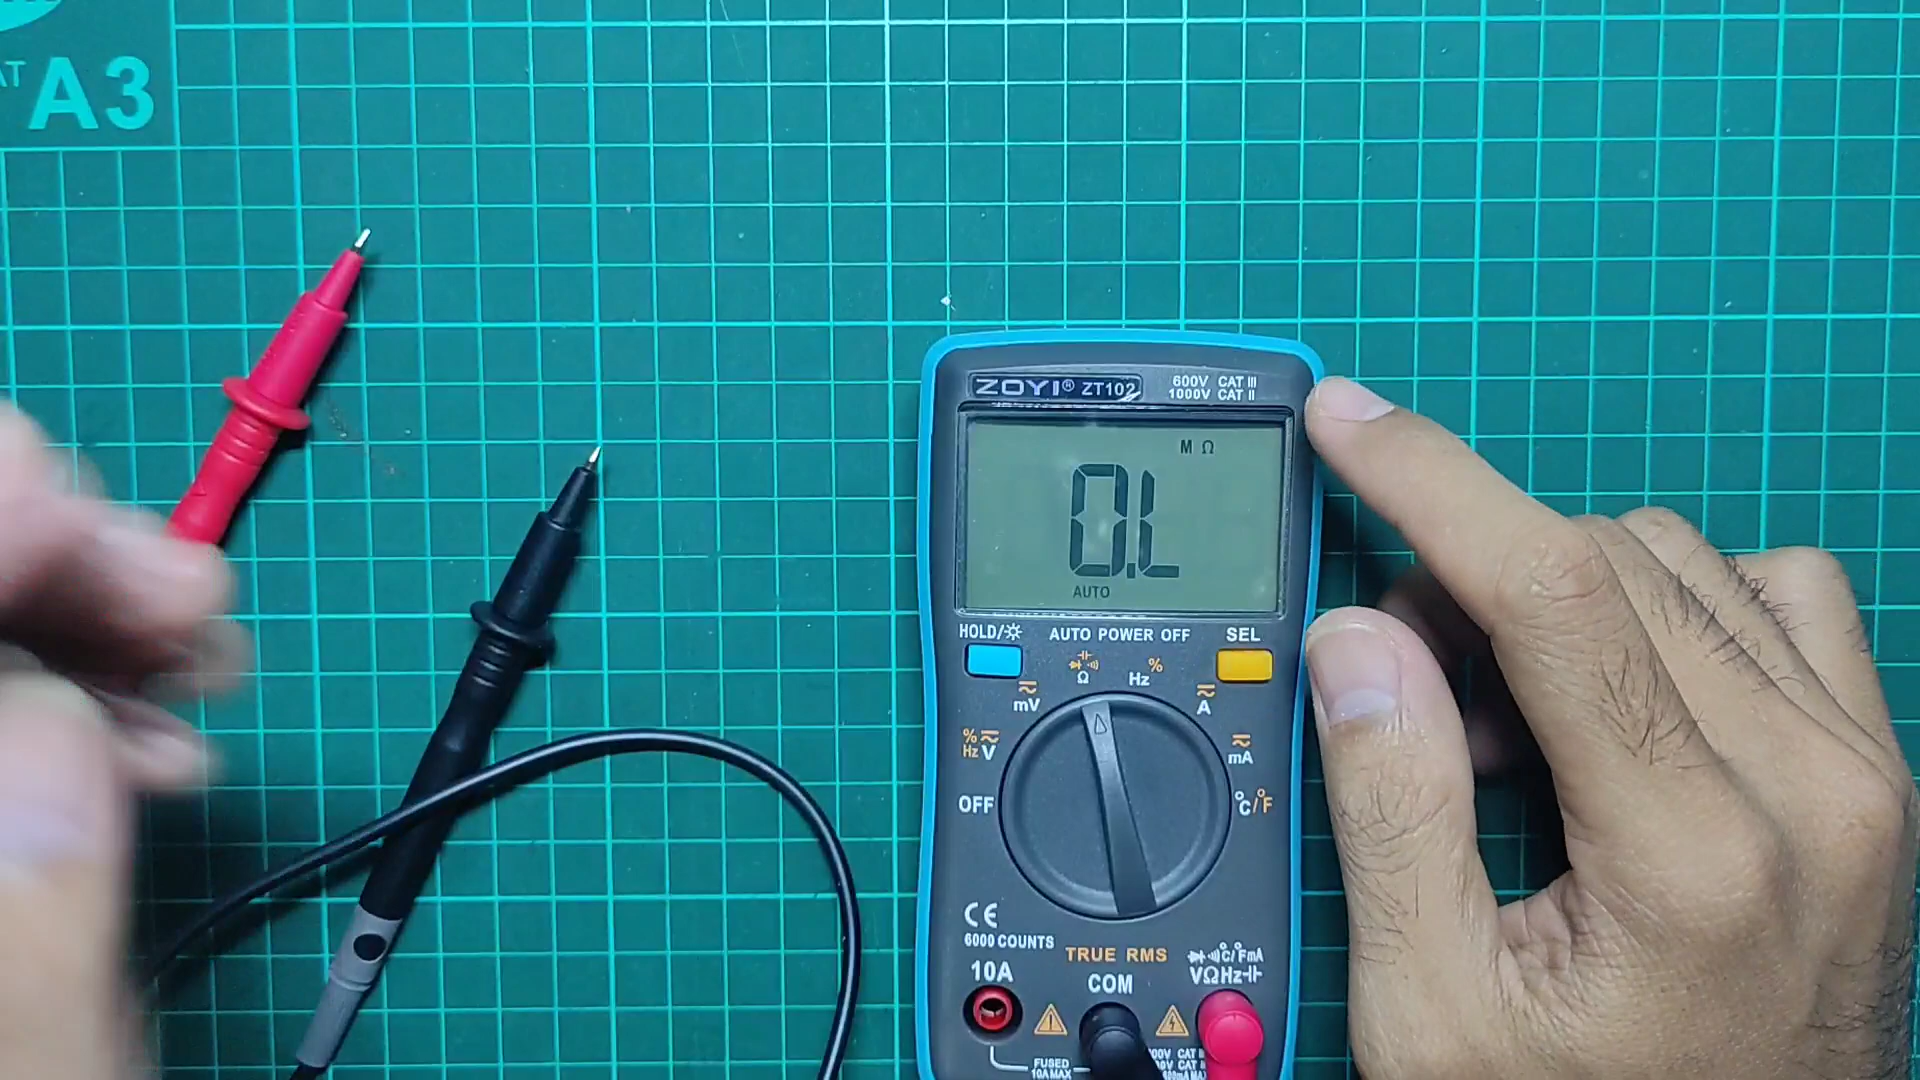 A3
ZOYI® ZT102
600V CAT III
1000V CAT II
M Ω
0.L
AUTO
HOLD/
AUTO POWER OFF
SEL
Ω
Hz %
mV
A
% Hz V
mA
OFF
°C/°F
CE
6000 COUNTS
TRUE RMS
°C/°F mA
VΩHz
10A
COM
FUSED
10A MAX